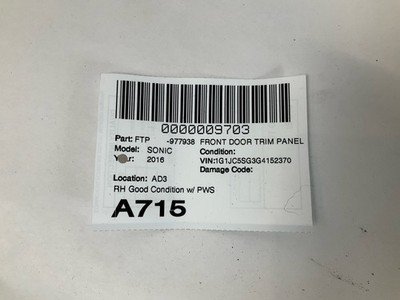 0000009703
Part: FTP -977938 FRONT DOOR TRIM PANEL
Model: SONIC Condition:
2016 VIN:1G1JC5SG3G4152370
Damage Code:
Location: AD3
RH Good Condition w/ PWS
A715